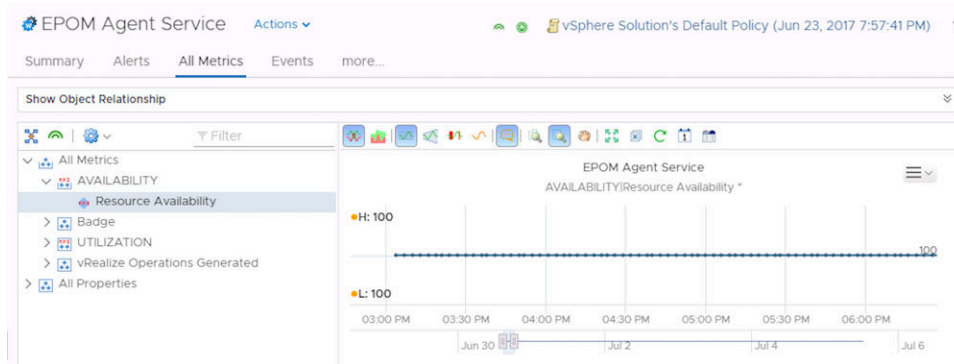 EPOM Agent Service Actions
vSphere Solution's Default Policy (Jun 23, 2017 7:57:41 PM)
Summary Alerts All Metrics Events more...
Show Object Relationship
Filter
All Metrics
AVAILABILITY
Resource Availability
Badge
UTILIZATION
vRealize Operations Generated
All Properties
EPOM Agent Service
AVAILABILITY|Resource Availability *
H: 100
100
L: 100
03:00 PM 03:30 PM 04:00 PM 04:30 PM 05:00 PM 05:30 PM 06:00 PM
Jun 30 Jul 2 Jul 4 Jul 6